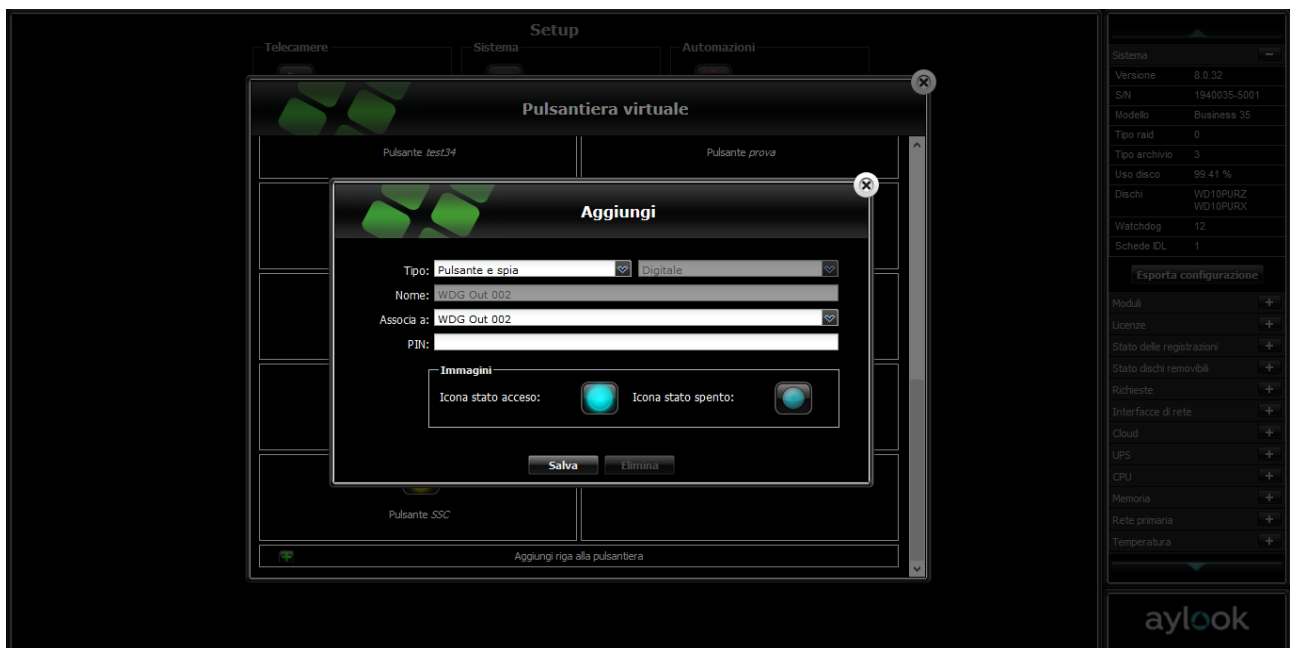 Setup
Telecamere Sistema Automazioni
Pulsantiera virtuale
Pulsante test34 Pulsante prova
Aggiungi
Tipo: Pulsante e spia Digitale
Nome: WDG Out 002
Associa a: WDG Out 002
PIN:
Immagini
Icona stato acceso: Icona stato spento:
Salva Elimina
Pulsante SSC
Aggiungi riga alla pulsantiera
Sistema
Versione 8.0.32
S/N 1940035-5001
Modello Business 35
Tipo raid 0
Tipo archivio 3
Uso disco 99.41 %
Dischi WD10PURZ
WD10PURX
Watchdog 12
Schede IDL 1
Esporta configurazione
Moduli
Licenze
Stato delle registrazioni
Stato dischi removibili
Richieste
Interfacce di rete
Cloud
UPS
CPU
Memoria
Rete primaria
Temperatura
aylook